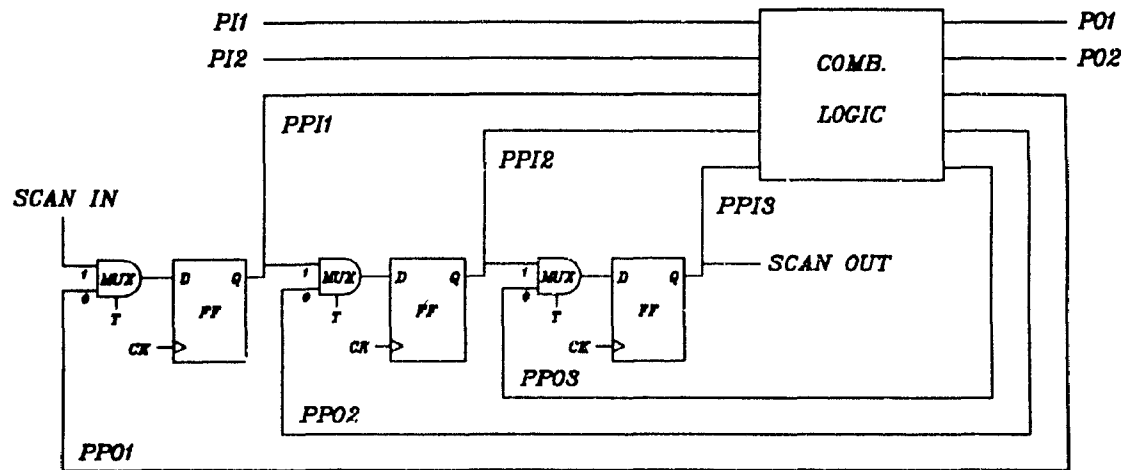 PI1
PO1
PI2
PO2
COMB.
LOGIC
PPI1
PPI2
PPI3
SCAN IN
SCAN OUT
1
MUX
0
T
D
Q
FF
CK
1
MUX
0
T
D
Q
FF
CK
1
MUX
0
T
D
Q
FF
CK
PPO3
PPO2
PPO1